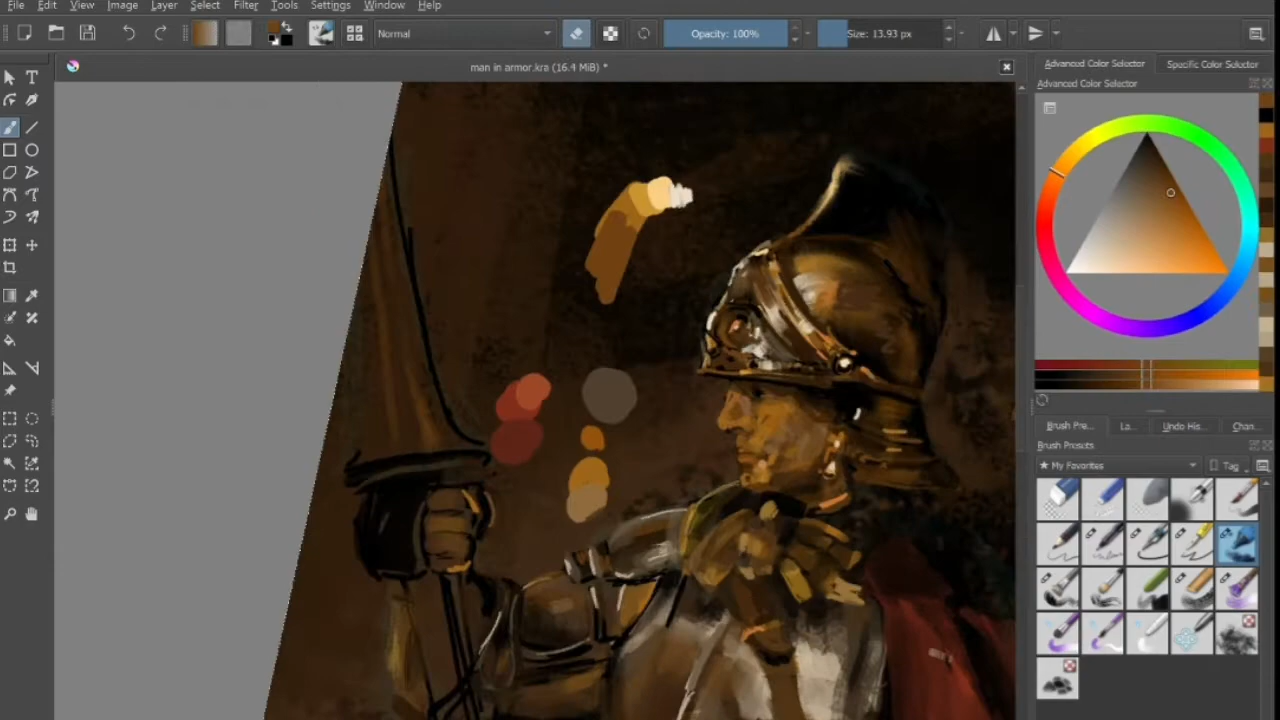 File Edit View Image Layer Select Filter Tools Settings Window Help
Normal Opacity: 100% Size: 13.93 px
man in armor.kra (16.4 MiB) *
Advanced Color Selector Specific Color Selector
Advanced Color Selector
Brush Pre... La... Undo His... Chan...
Brush Presets
★ My Favorites Tag